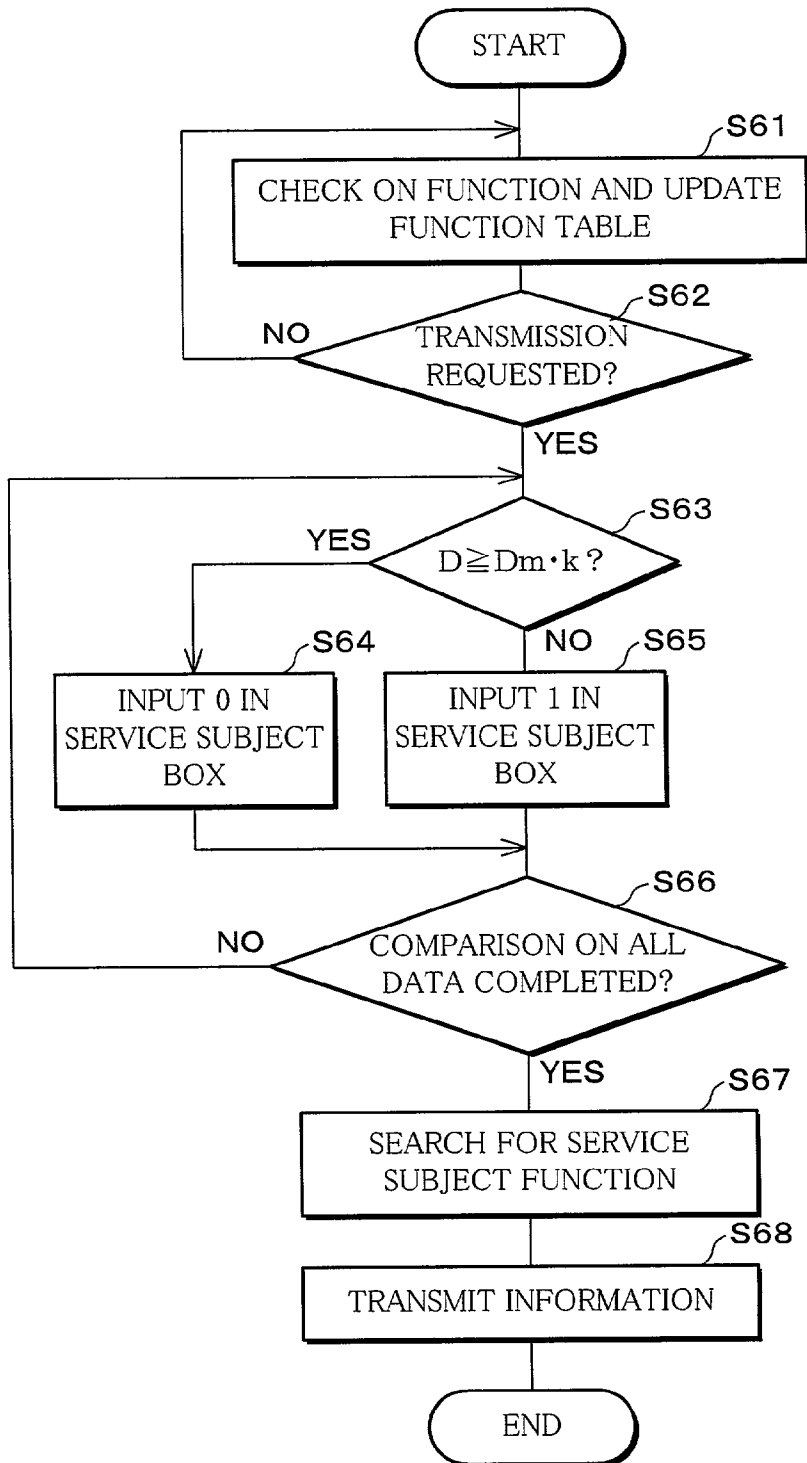 START
S61
CHECK ON FUNCTION AND UPDATE
FUNCTION TABLE
S62
NO
TRANSMISSION
REQUESTED?
YES
S63
YES
D≧Dm·k?
NO
S64
S65
INPUT 0 IN
SERVICE SUBJECT
BOX
INPUT 1 IN
SERVICE SUBJECT
BOX
S66
NO
COMPARISON ON ALL
DATA COMPLETED?
YES
S67
SEARCH FOR SERVICE
SUBJECT FUNCTION
S68
TRANSMIT INFORMATION
END